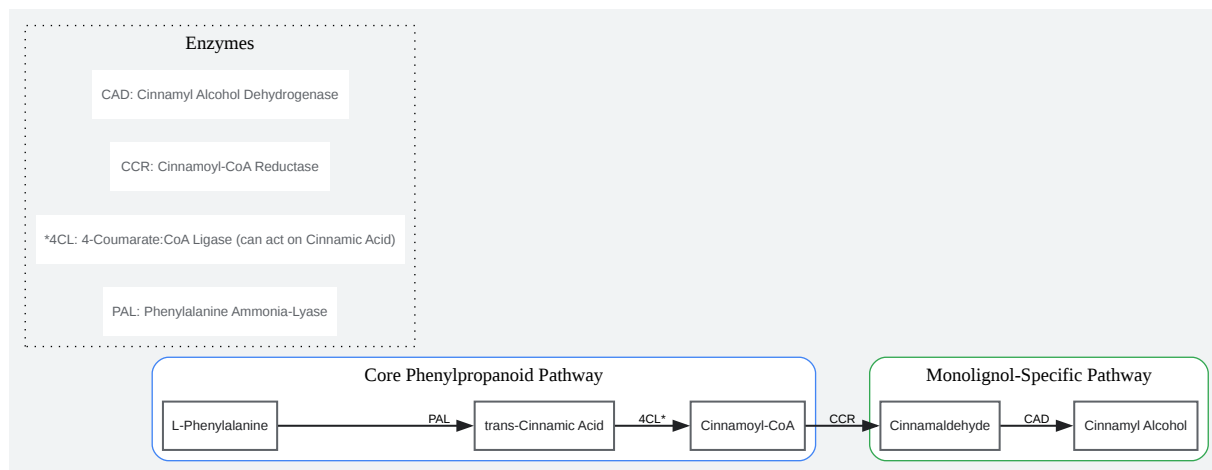 Enzymes
CAD: Cinnamyl Alcohol Dehydrogenase
CCR: Cinnamoyl-CoA Reductase
*4CL: 4-Coumarate:CoA Ligase (can act on Cinnamic Acid)
PAL: Phenylalanine Ammonia-Lyase
Core Phenylpropanoid Pathway
Monolignol-Specific Pathway
L-Phenylalanine
PAL
trans-Cinnamic Acid
4CL*
Cinnamoyl-CoA
CCR
Cinnamaldehyde
CAD
Cinnamyl Alcohol